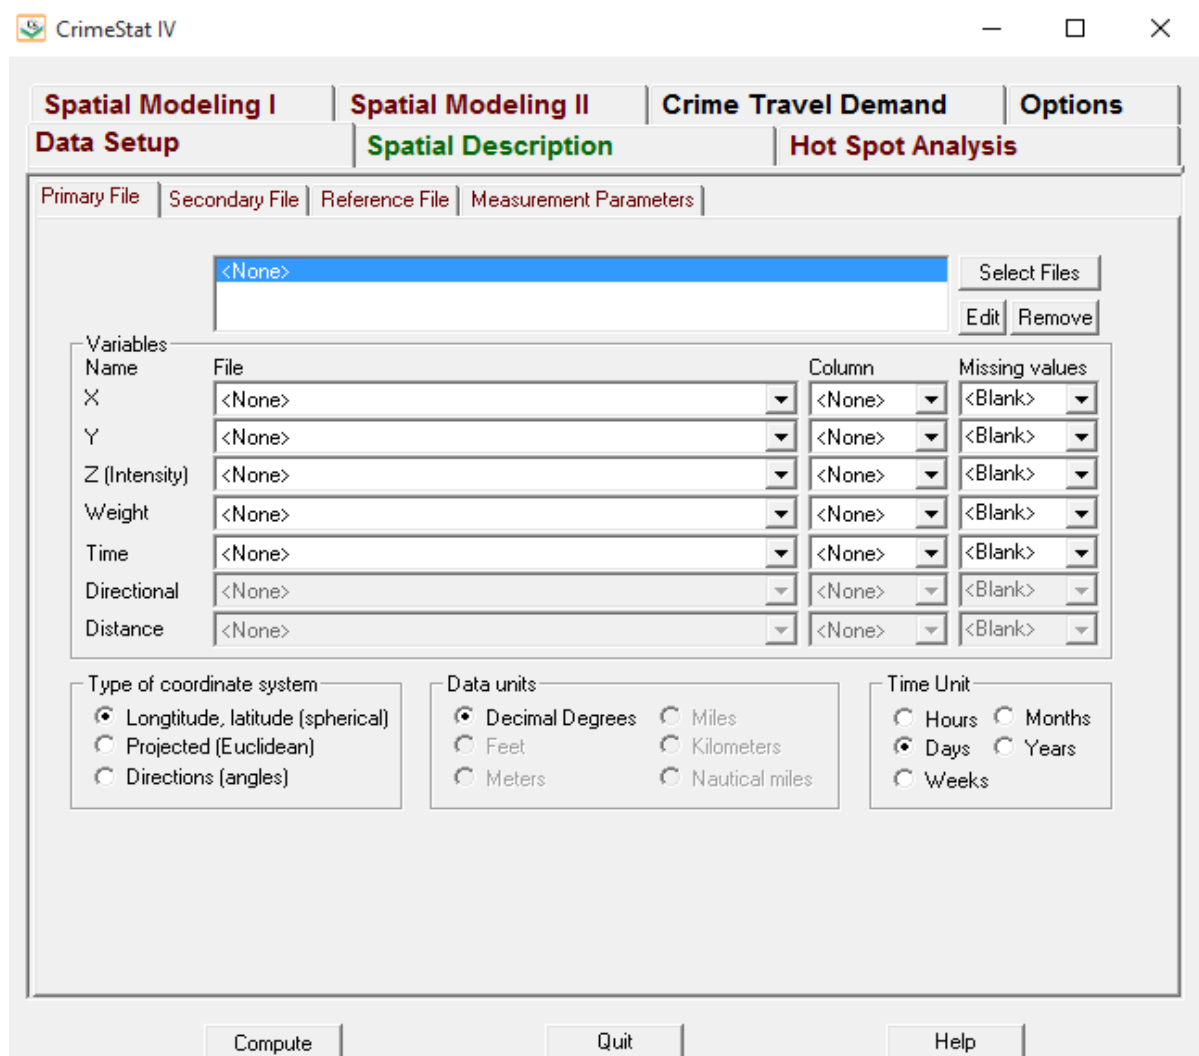 CrimeStat IV
Spatial Modeling I Spatial Modeling II Crime Travel Demand Options
Data Setup Spatial Description Hot Spot Analysis
Primary File Secondary File Reference File Measurement Parameters
<None> Select Files
Edit Remove
Variables
Name File Column Missing values
X <None> <None> <Blank>
Y <None> <None> <Blank>
Z (Intensity) <None> <None> <Blank>
Weight <None> <None> <Blank>
Time <None> <None> <Blank>
Directional <None> <None> <Blank>
Distance <None> <None> <Blank>
Type of coordinate system Data units Time Unit
Longtitude, latitude (spherical) Decimal Degrees Miles Hours Months
Projected (Euclidean) Feet Kilometers Days Years
Directions (angles) Meters Nautical miles Weeks
Compute Quit Help